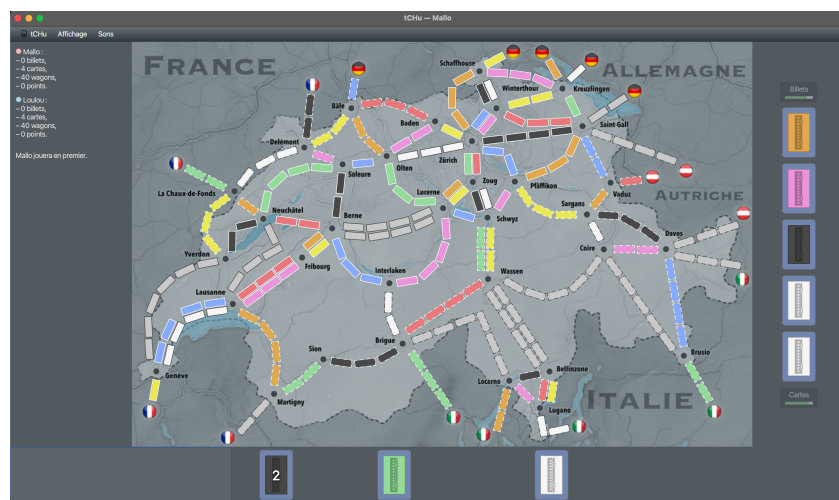 tCHu — Mallo
tCHu Affichage Sons
Mallo :
– 0 billets,
– 4 cartes,
– 40 wagons,
– 0 points.
Loulou :
– 0 billets,
– 4 cartes,
– 40 wagons,
– 0 points.
Mallo jouera en premier.
FRANCE
ALLEMAGNE
AUTRICHE
ITALIE
Schaffhouse
Winterthour
Kreuzlingen
Bâle
Baden
Saint-Gall
Delémont
Zürich
Olten
Soleure
La Chaux-de-Fonds
Zoug
Pfäffikon
Vaduz
Lucerne
Sargans
Neuchâtel
Berne
Schwyz
Davos
Yverdon
Coire
Fribourg
Interlaken
Wassen
Lausanne
Sion
Brigue
Brusio
Genève
Bellinzone
Locarno
Martigny
Lugano
Billets
Cartes
2